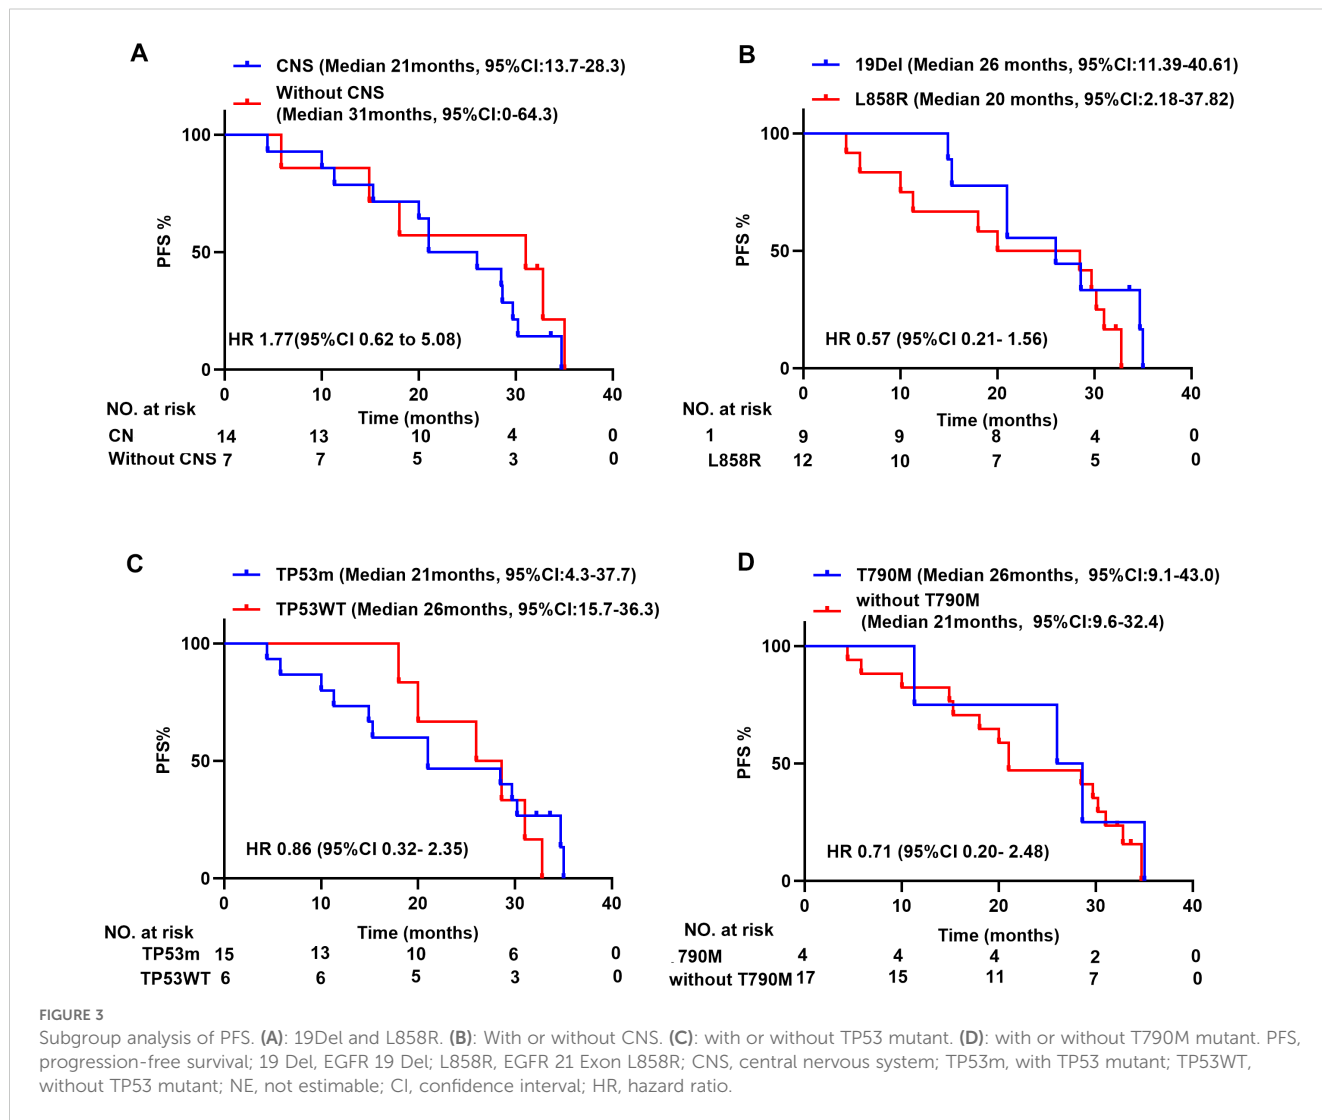 A
CNS (Median 21months, 95%CI:13.7-28.3)
Without CNS
(Median 31months, 95%CI:0-64.3)
100
50
0
PFS %
HR 1.77(95%CI 0.62 to 5.08)
0 10 20 30 40
NO. at risk
Time (months)
CN 14 13 10 4 0
Without CNS 7 7 5 3 0
B
19Del (Median 26 months, 95%CI:11.39-40.61)
L858R (Median 20 months, 95%CI:2.18-37.82)
100
50
0
PFS %
HR 0.57 (95%CI 0.21- 1.56)
0 10 20 30 40
NO. at risk
Time (months)
1 9 9 8 4 0
L858R 12 10 7 5 0
C
TP53m (Median 21months, 95%CI:4.3-37.7)
TP53WT (Median 26months, 95%CI:15.7-36.3)
100
50
0
PFS%
HR 0.86 (95%CI 0.32- 2.35)
0 10 20 30 40
NO. at risk
Time (months)
TP53m 15 13 10 6 0
TP53WT 6 6 5 3 0
D
T790M (Median 26months, 95%CI:9.1-43.0)
without T790M
(Median 21months, 95%CI:9.6-32.4)
100
50
0
PFS %
HR 0.71 (95%CI 0.20- 2.48)
0 10 20 30 40
NO. at risk
Time (months)
790M 4 4 4 2 0
without T790M 17 15 11 7 0
FIGURE 3
Subgroup analysis of PFS. (A): 19Del and L858R. (B): With or without CNS. (C): with or without TP53 mutant. (D): with or without T790M mutant. PFS,
progression-free survival; 19 Del, EGFR 19 Del; L858R, EGFR 21 Exon L858R; CNS, central nervous system; TP53m, with TP53 mutant; TP53WT,
without TP53 mutant; NE, not estimable; CI, confidence interval; HR, hazard ratio.